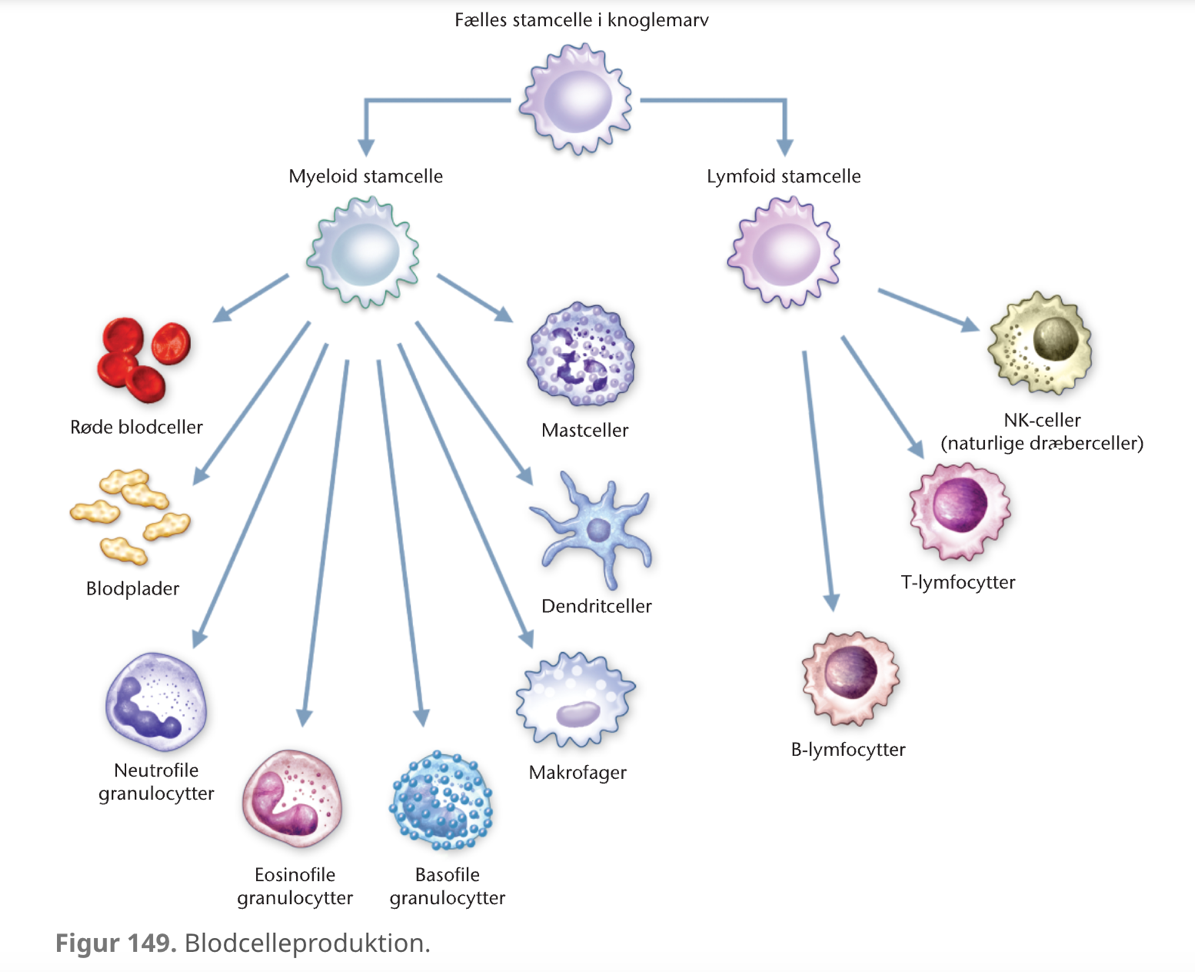 Fælles stamcelle i knoglemarv
Myeloid stamcelle
Lymfoid stamcelle
Røde blodceller
Mastceller
NK-celler
(naturlige dræberceller)
Blodplader
Dendritceller
T-lymfocytter
Neutrofile
granulocytter
Makrofager
B-lymfocytter
Eosinofile
granulocytter
Basofile
granulocytter
Figur 149. Blodcelleproduktion.